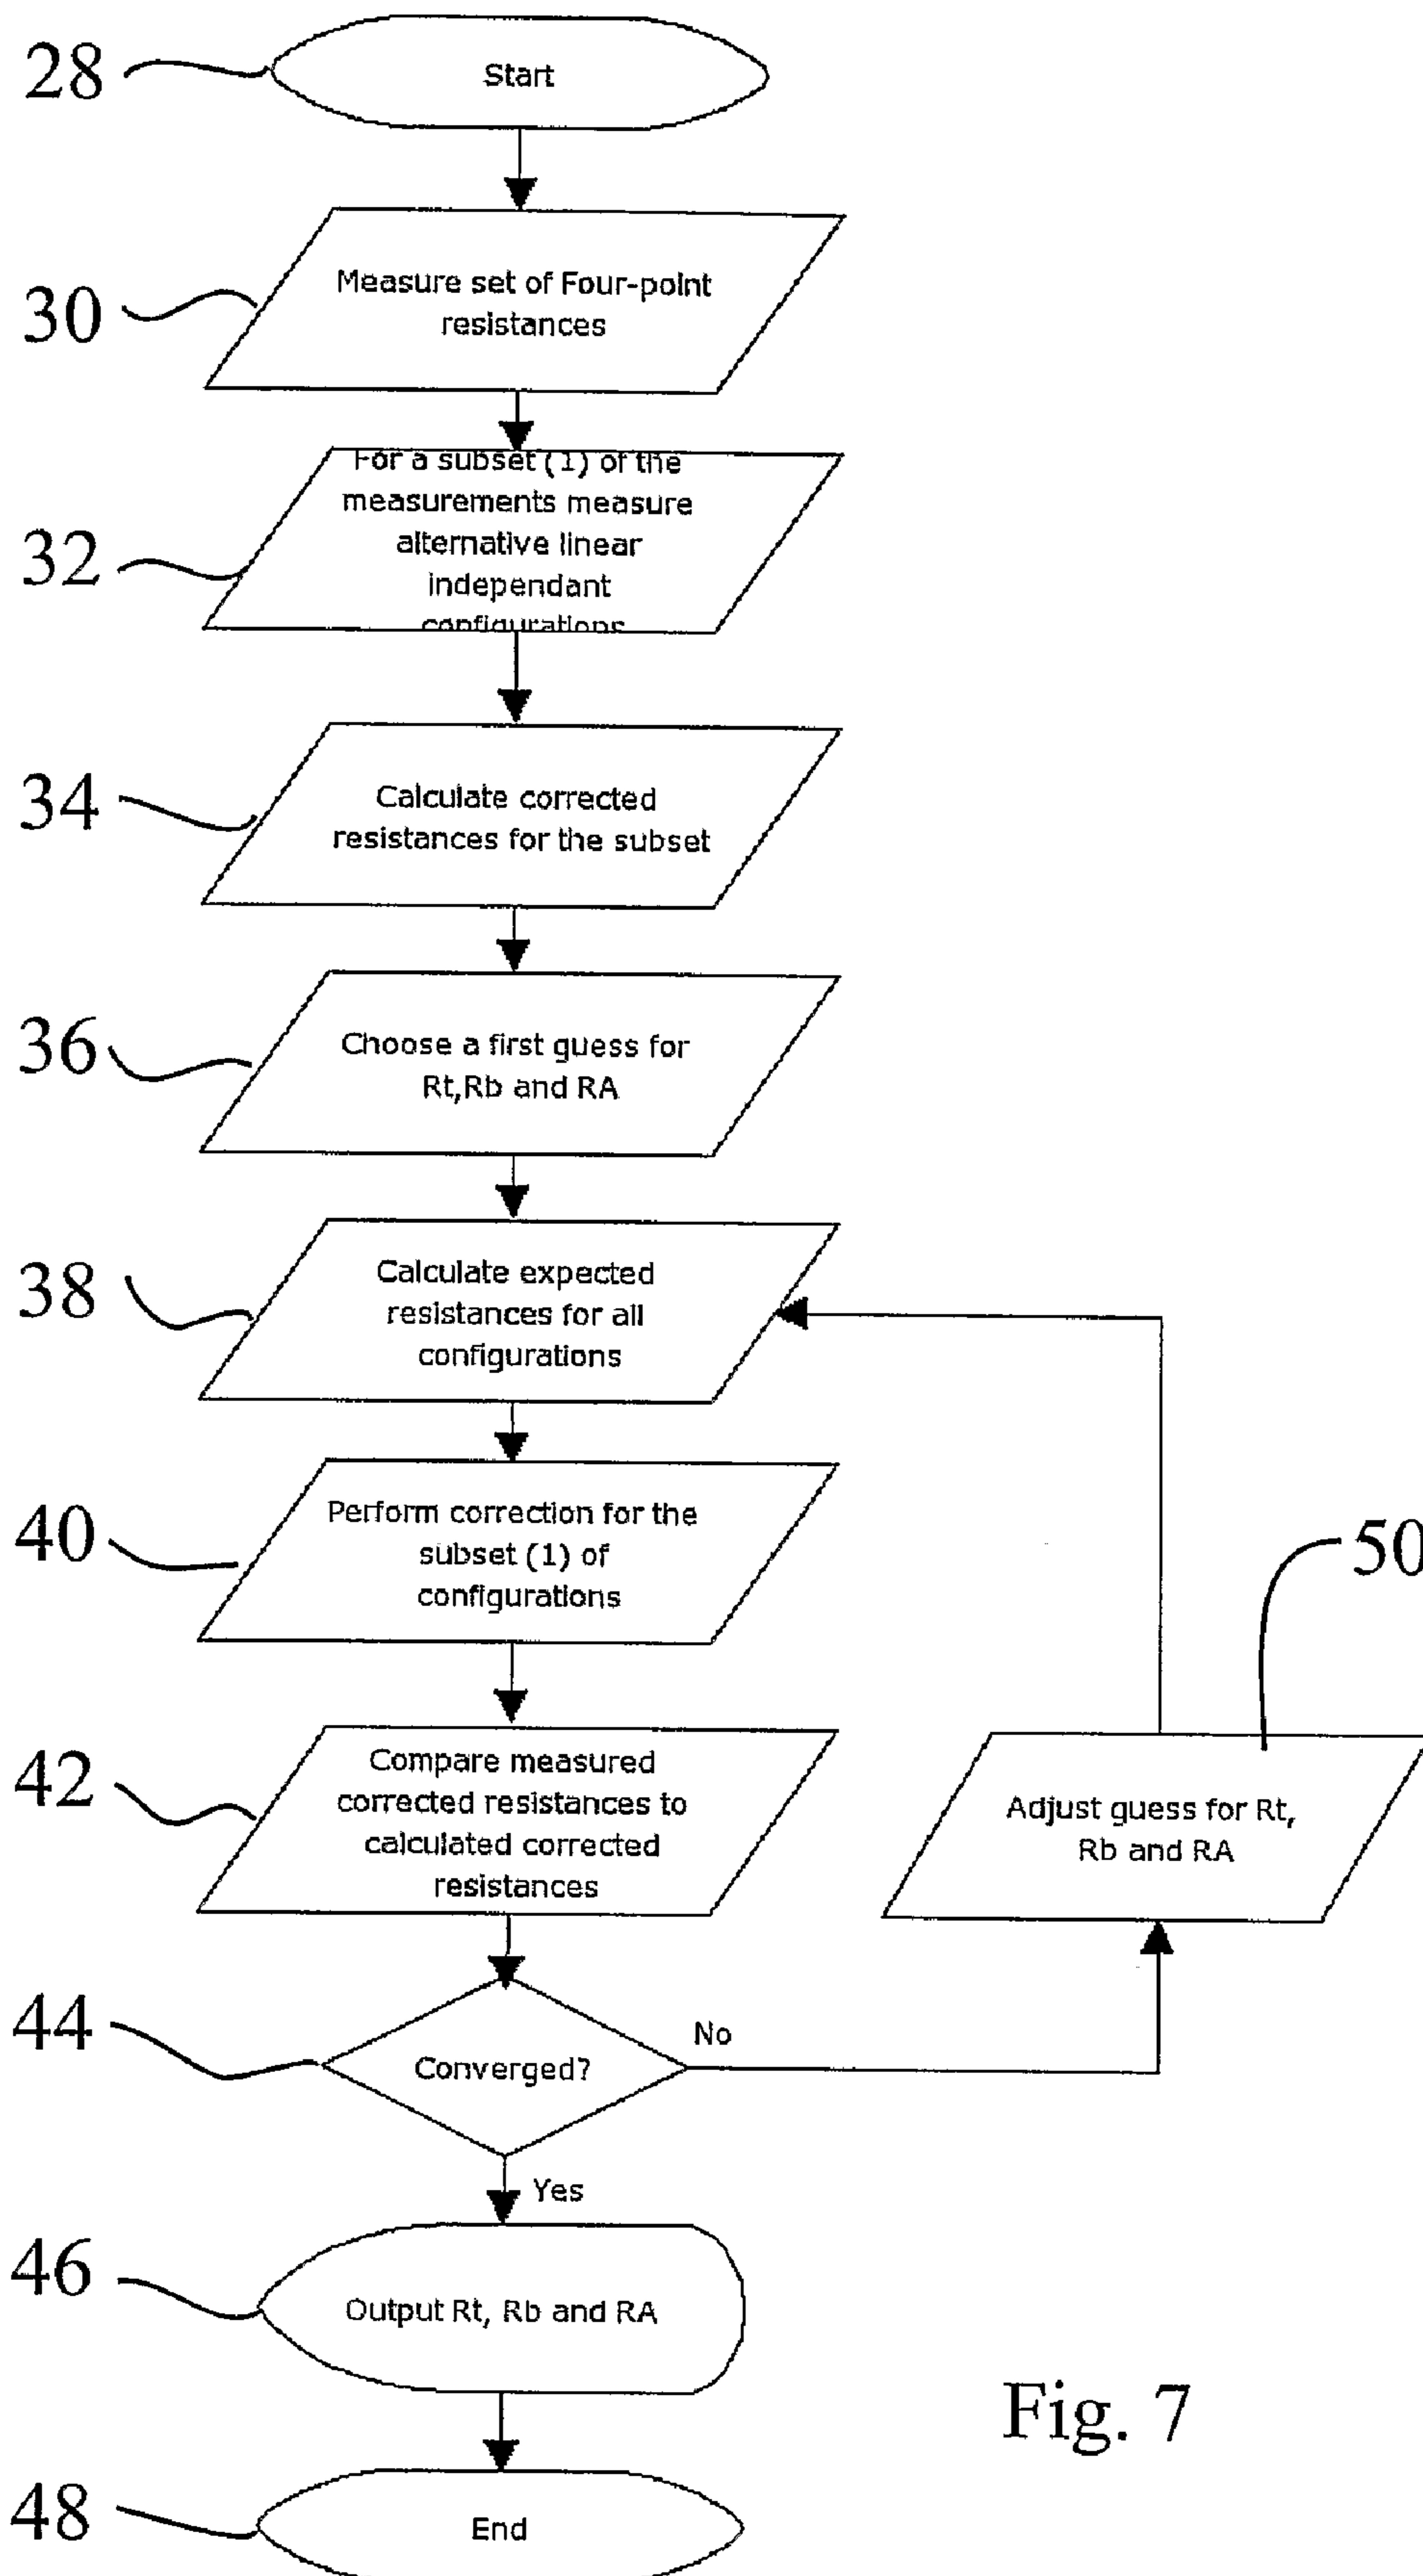 28
Start
30
Measure set of Four-point
resistances
32
For a subset (1) of the
measurements measure
alternative linear
independant
configurations
34
Calculate corrected
resistances for the subset
36
Choose a first guess for
Rt,Rb and RA
38
Calculate expected
resistances for all
configurations
40
Perform correction for the
subset (1) of
configurations
50
42
Compare measured
corrected resistances to
calculated corrected
resistances
Adjust guess for Rt,
Rb and RA
44
Converged?
No
Yes
46
Output Rt, Rb and RA
Fig. 7
48
End